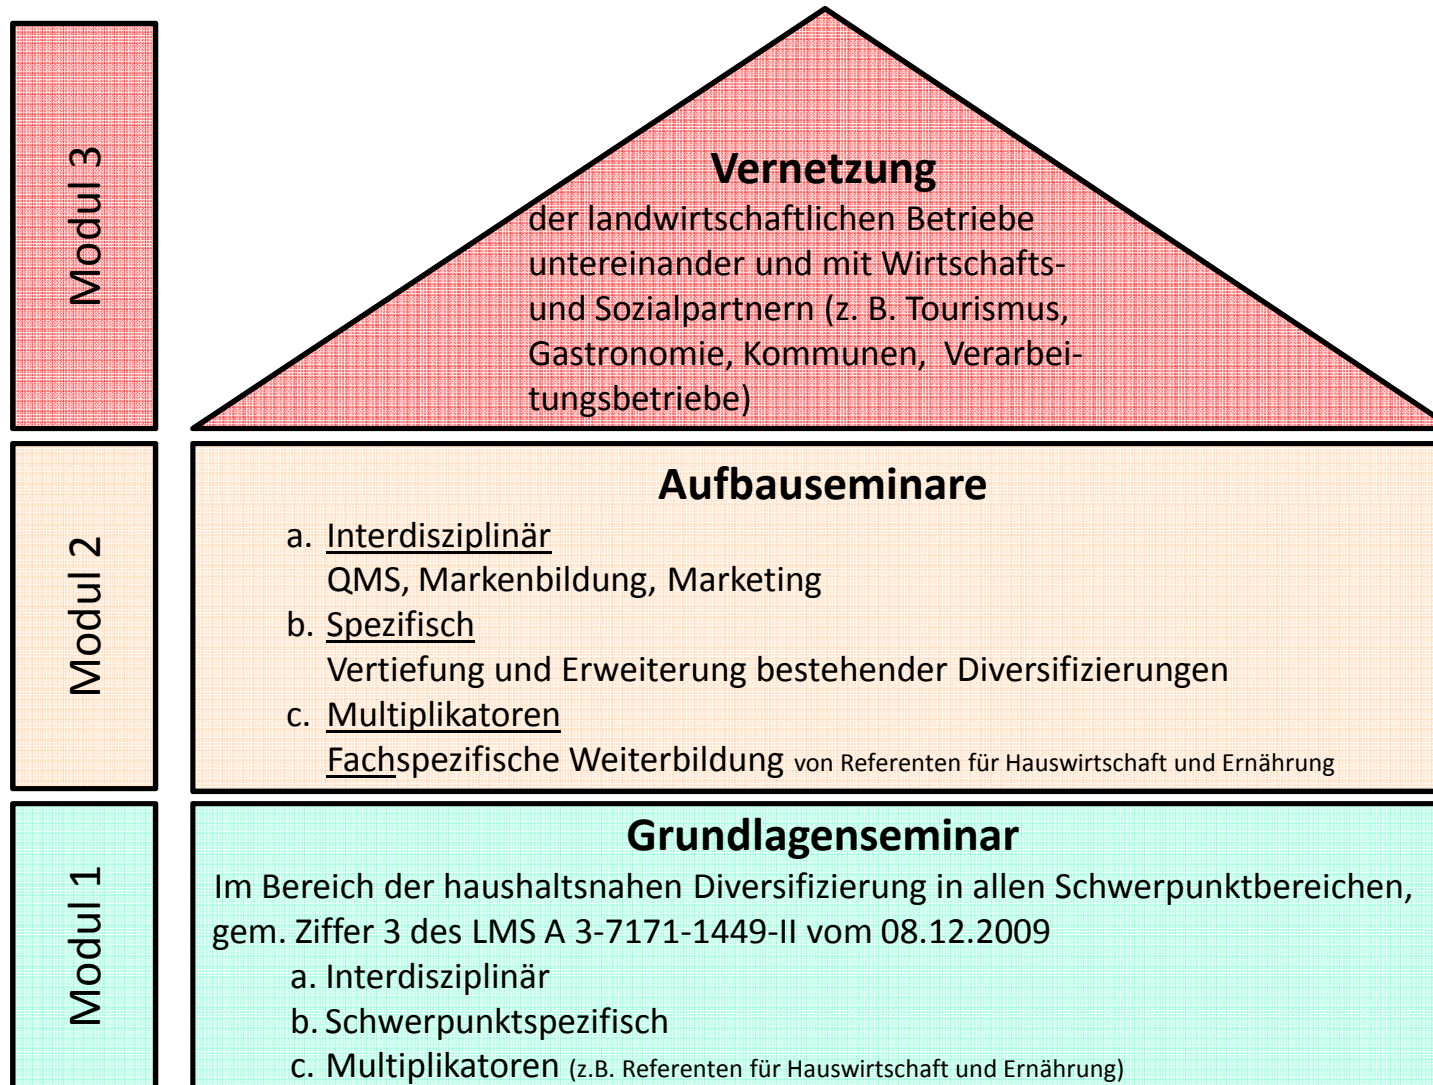 Modul 3
Vernetzung
der landwirtschaftlichen Betriebe
untereinander und mit Wirtschafts-
und Sozialpartnern (z. B. Tourismus,
Gastronomie, Kommunen, Verarbei-
tungsbetriebe)
Modul 2
Aufbauseminare
a. Interdisziplinär
QMS, Markenbildung, Marketing
b. Spezifisch
Vertiefung und Erweiterung bestehender Diversifizierungen
c. Multiplikatoren
Fachspezifische Weiterbildung von Referenten für Hauswirtschaft und Ernährung
Modul 1
Grundlagenseminar
Im Bereich der haushaltsnahen Diversifizierung in allen Schwerpunktbereichen,
gem. Ziffer 3 des LMS A 3-7171-1449-II vom 08.12.2009
a. Interdisziplinär
b. Schwerpunktspezifisch
c. Multiplikatoren (z.B. Referenten für Hauswirtschaft und Ernährung)